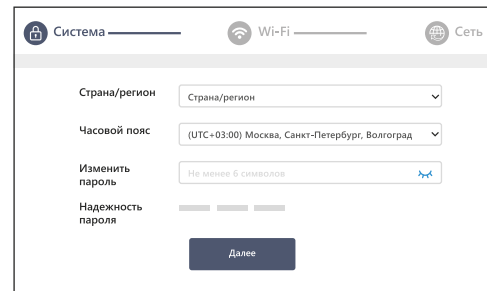 Система Wi-Fi Сеть
Страна/регион Страна/регион
Часовой пояс (UTC+03:00) Москва, Санкт-Петербург, Волгоград
Изменить
пароль
Не менее 6 символов
Надежность
пароля
Далее